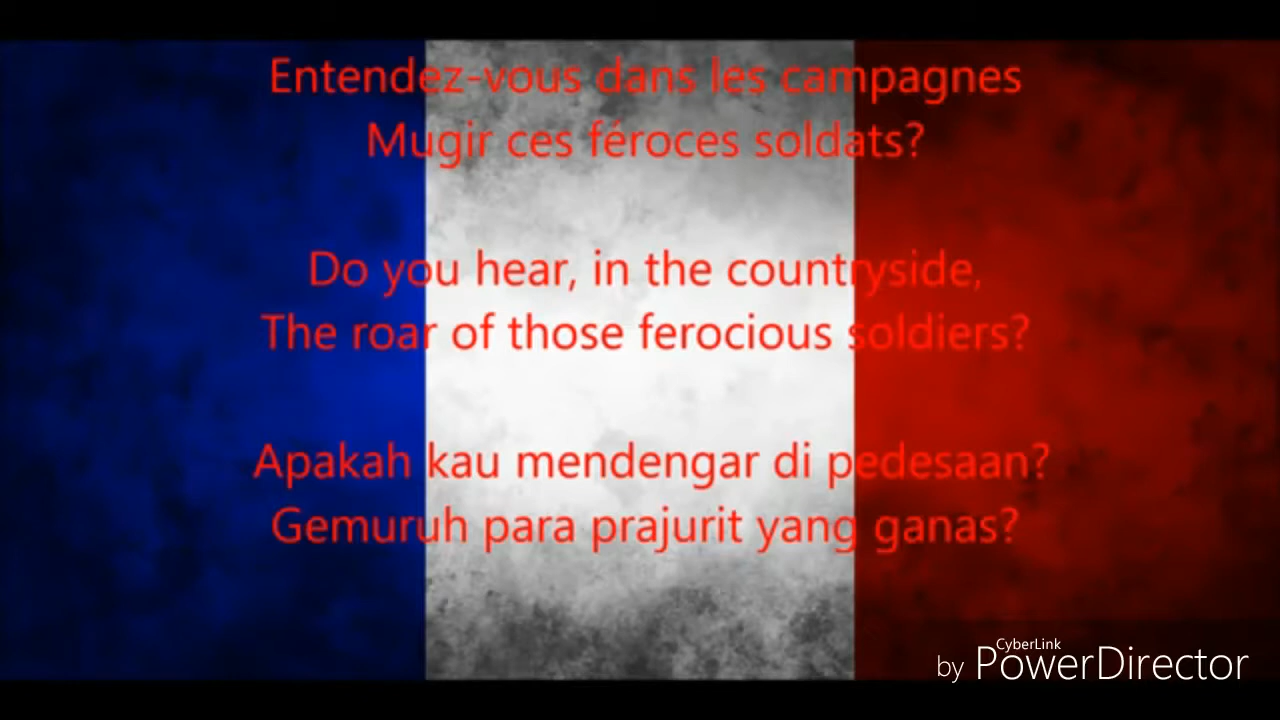 Entendez-vous dans les campagnes
Mugir ces féroces soldats?
Do you hear, in the countryside,
The roar of those ferocious soldiers?
Apakah kau mendengar di pedesaan?
Gemuruh para prajurit yang ganas?
CyberLink
by PowerDirector